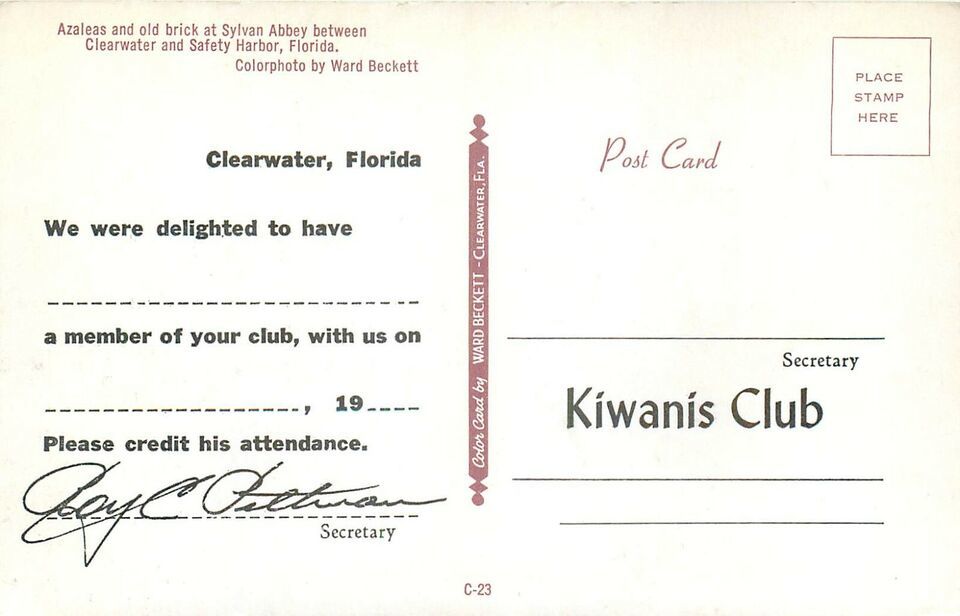 Azaleas and old brick at Sylvan Abbey between
Clearwater and Safety Harbor, Florida.
Colorphoto by Ward Beckett
PLACE
STAMP
HERE
Post Card
Clearwater, Florida
We were delighted to have
a member of your club, with us on
, 19
Please credit his attendance.
Secretary
Color Card by WARD BECKETT - CLEARWATER, FLA.
Secretary
Kiwanis Club
C-23